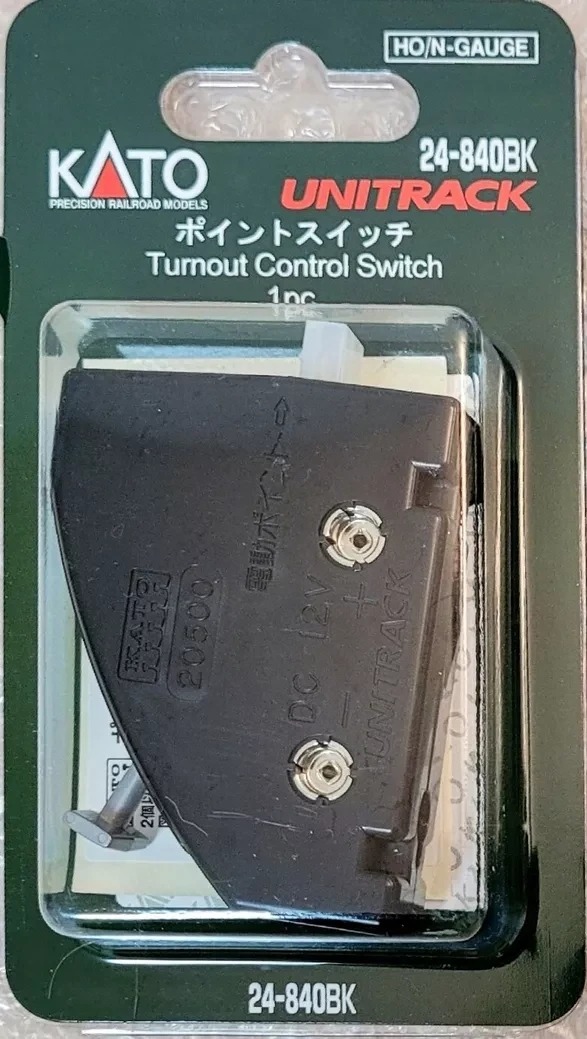 HO/N-GAUGE
KATO
PRECISION RAILROAD MODELS
24-840BK
UNITRACK
ポイントスイッチ
Turnout Control Switch
1pc
電動ポイント⇨
KATO
20500
DC 12V
+
−
UNITRACK
24-840BK